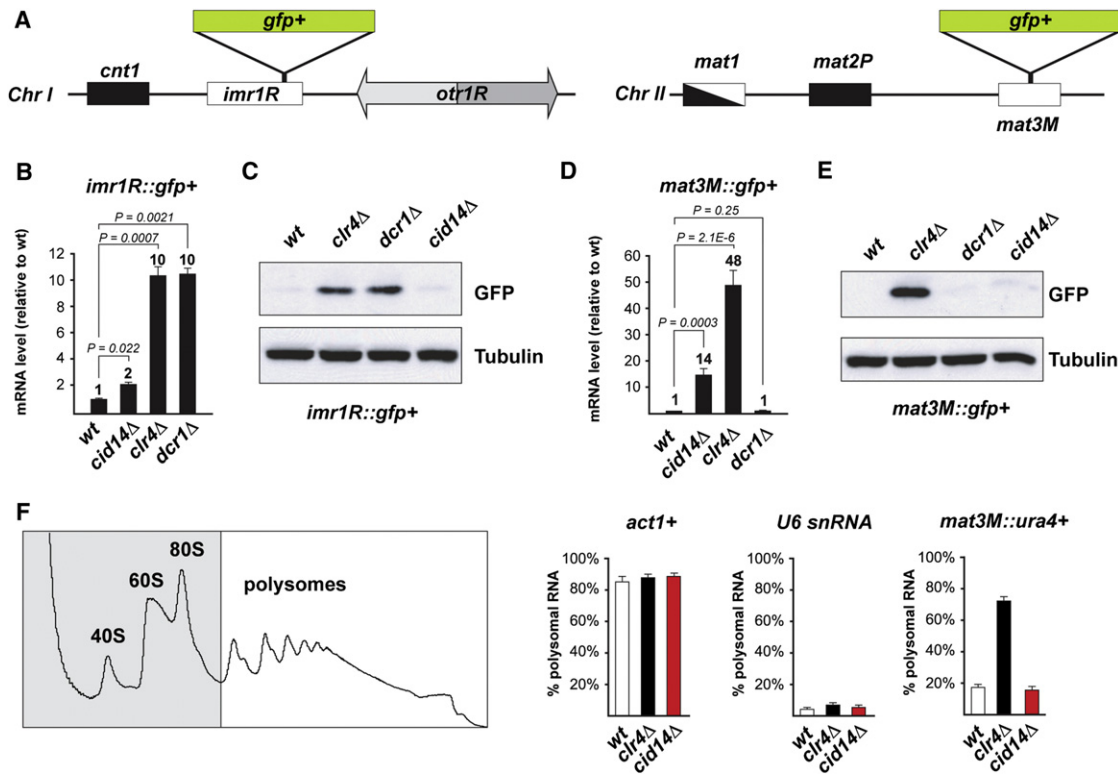 A
gfp+
gfp+
cnt1
mat1
mat2P
Chr I
imr1R
otr1R
Chr II
mat3M
B
imr1R::gfp+
P = 0.0021
P = 0.0007
P = 0.022
mRNA level (relative to wt)
12
10
8
6
4
2
1
2
10
10
wt
cid14Δ
clr4Δ
dcr1Δ
C
wt
clr4Δ
dcr1Δ
cid14Δ
GFP
Tubulin
imr1R::gfp+
D
mat3M::gfp+
P = 0.25
P = 2.1E-6
P = 0.0003
mRNA level (relative to wt)
60
50
40
30
20
10
1
14
48
1
wt
cid14Δ
clr4Δ
dcr1Δ
E
wt
clr4Δ
dcr1Δ
cid14Δ
GFP
Tubulin
mat3M::gfp+
F
40S
60S
80S
polysomes
act1+
% polysomal RNA
100%
80%
60%
40%
20%
wt
clr4Δ
cid14Δ
U6 snRNA
% polysomal RNA
100%
80%
60%
40%
20%
wt
clr4Δ
cid14Δ
mat3M::ura4+
% polysomal RNA
100%
80%
60%
40%
20%
wt
clr4Δ
cid14Δ